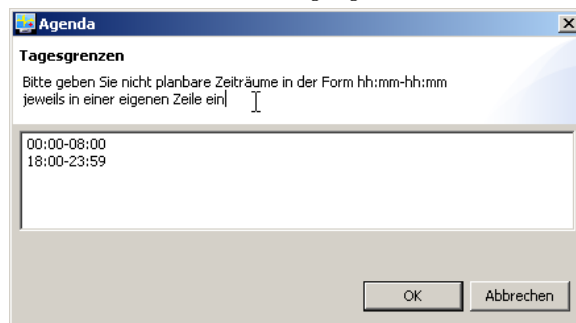 Agenda
Tagesgrenzen
Bitte geben Sie nicht planbare Zeiträume in der Form hh:mm-hh:mm
jeweils in einer eigenen Zeile ein
00:00-08:00
18:00-23:59
OK
Abbrechen